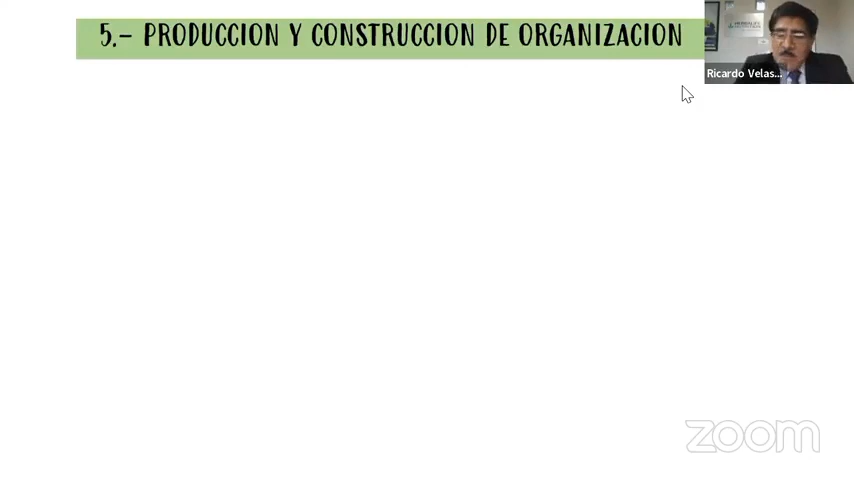 5.- PRODUCCION Y CONSTRUCCION DE ORGANIZACION
Ricardo Velas...
zoom